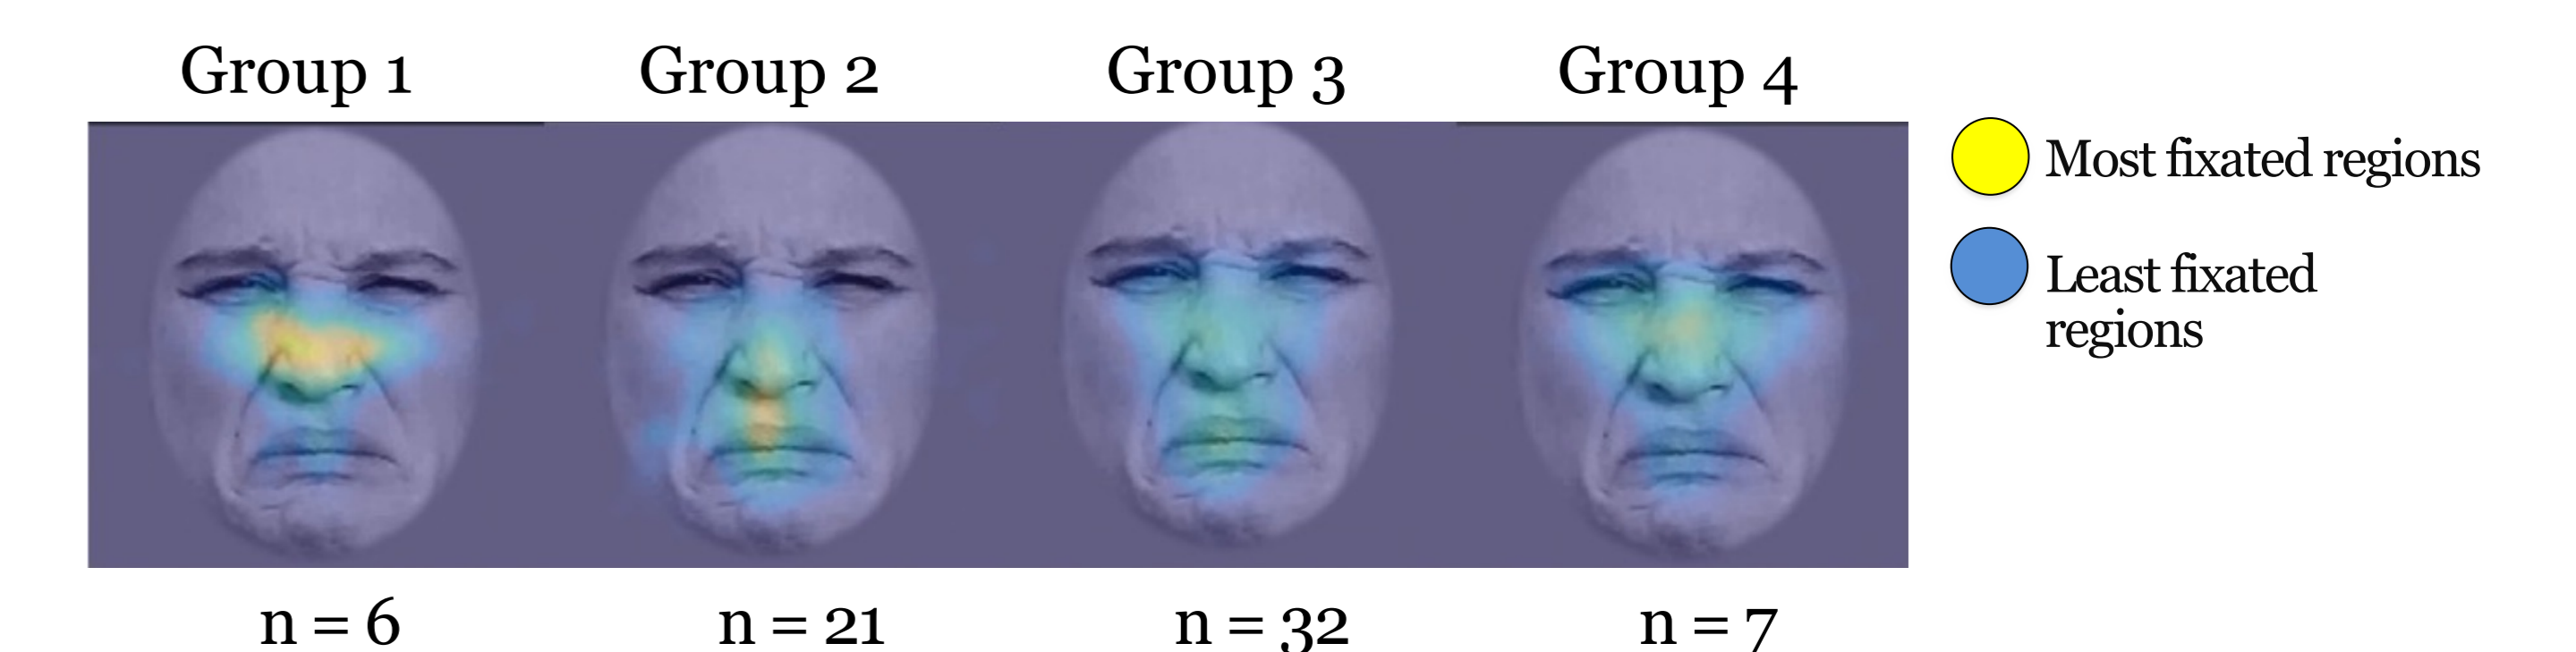 Group 1
Group 2
Group 3
Group 4
Most fixated regions
Least fixated
regions
n = 6
n = 21
n = 32
n = 7